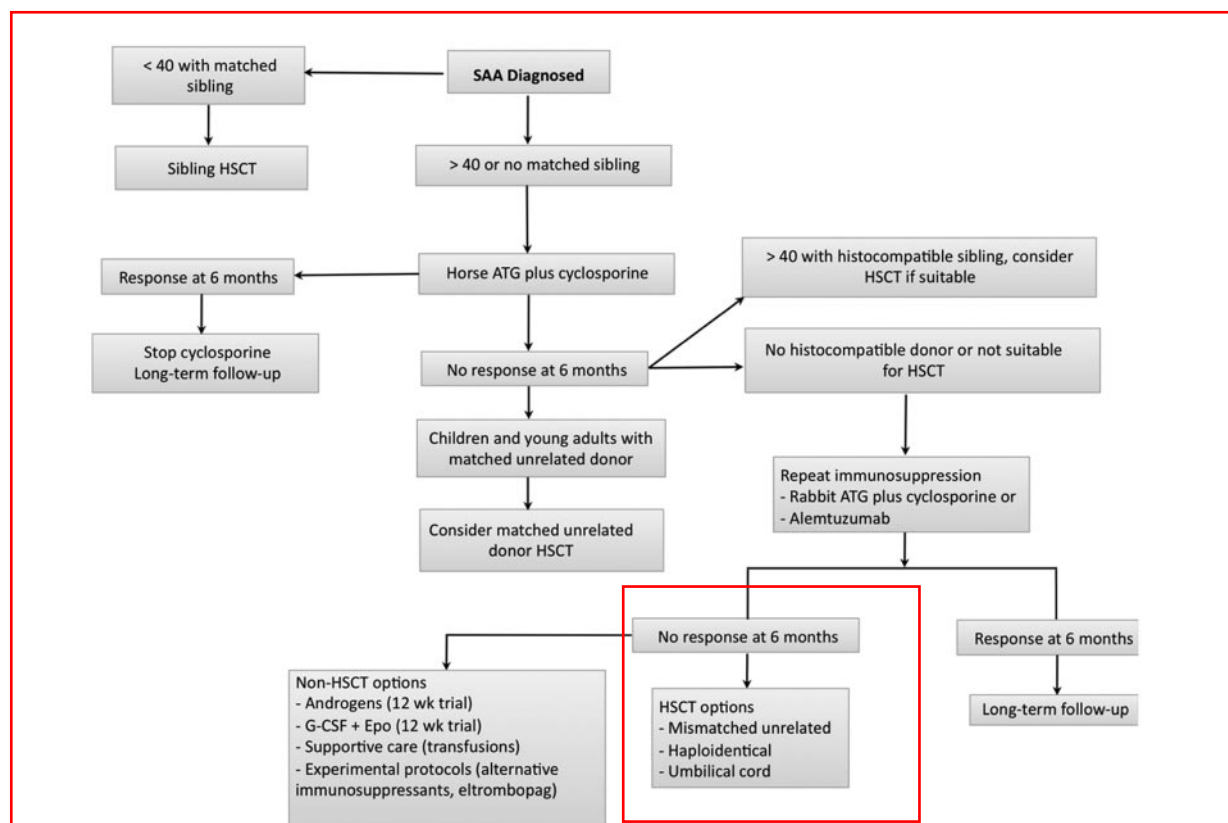 < 40 with matched
sibling
SAA Diagnosed
Sibling HSCT
> 40 or no matched sibling
Response at 6 months
Horse ATG plus cyclosporine
> 40 with histocompatible sibling, consider
HSCT if suitable
Stop cyclosporine
Long-term follow-up
No response at 6 months
No histocompatible donor or not suitable
for HSCT
Children and young adults with
matched unrelated donor
Repeat immunosuppression
- Rabbit ATG plus cyclosporine or
- Alemtuzumab
Consider matched unrelated
donor HSCT
No response at 6 months
Response at 6 months
Non-HSCT options
- Androgens (12 wk trial)
- G-CSF + Epo (12 wk trial)
- Supportive care (transfusions)
- Experimental protocols (alternative
immunosuppressants, eltrombopag)
HSCT options
- Mismatched unrelated
- Haploidentical
- Umbilical cord
Long-term follow-up